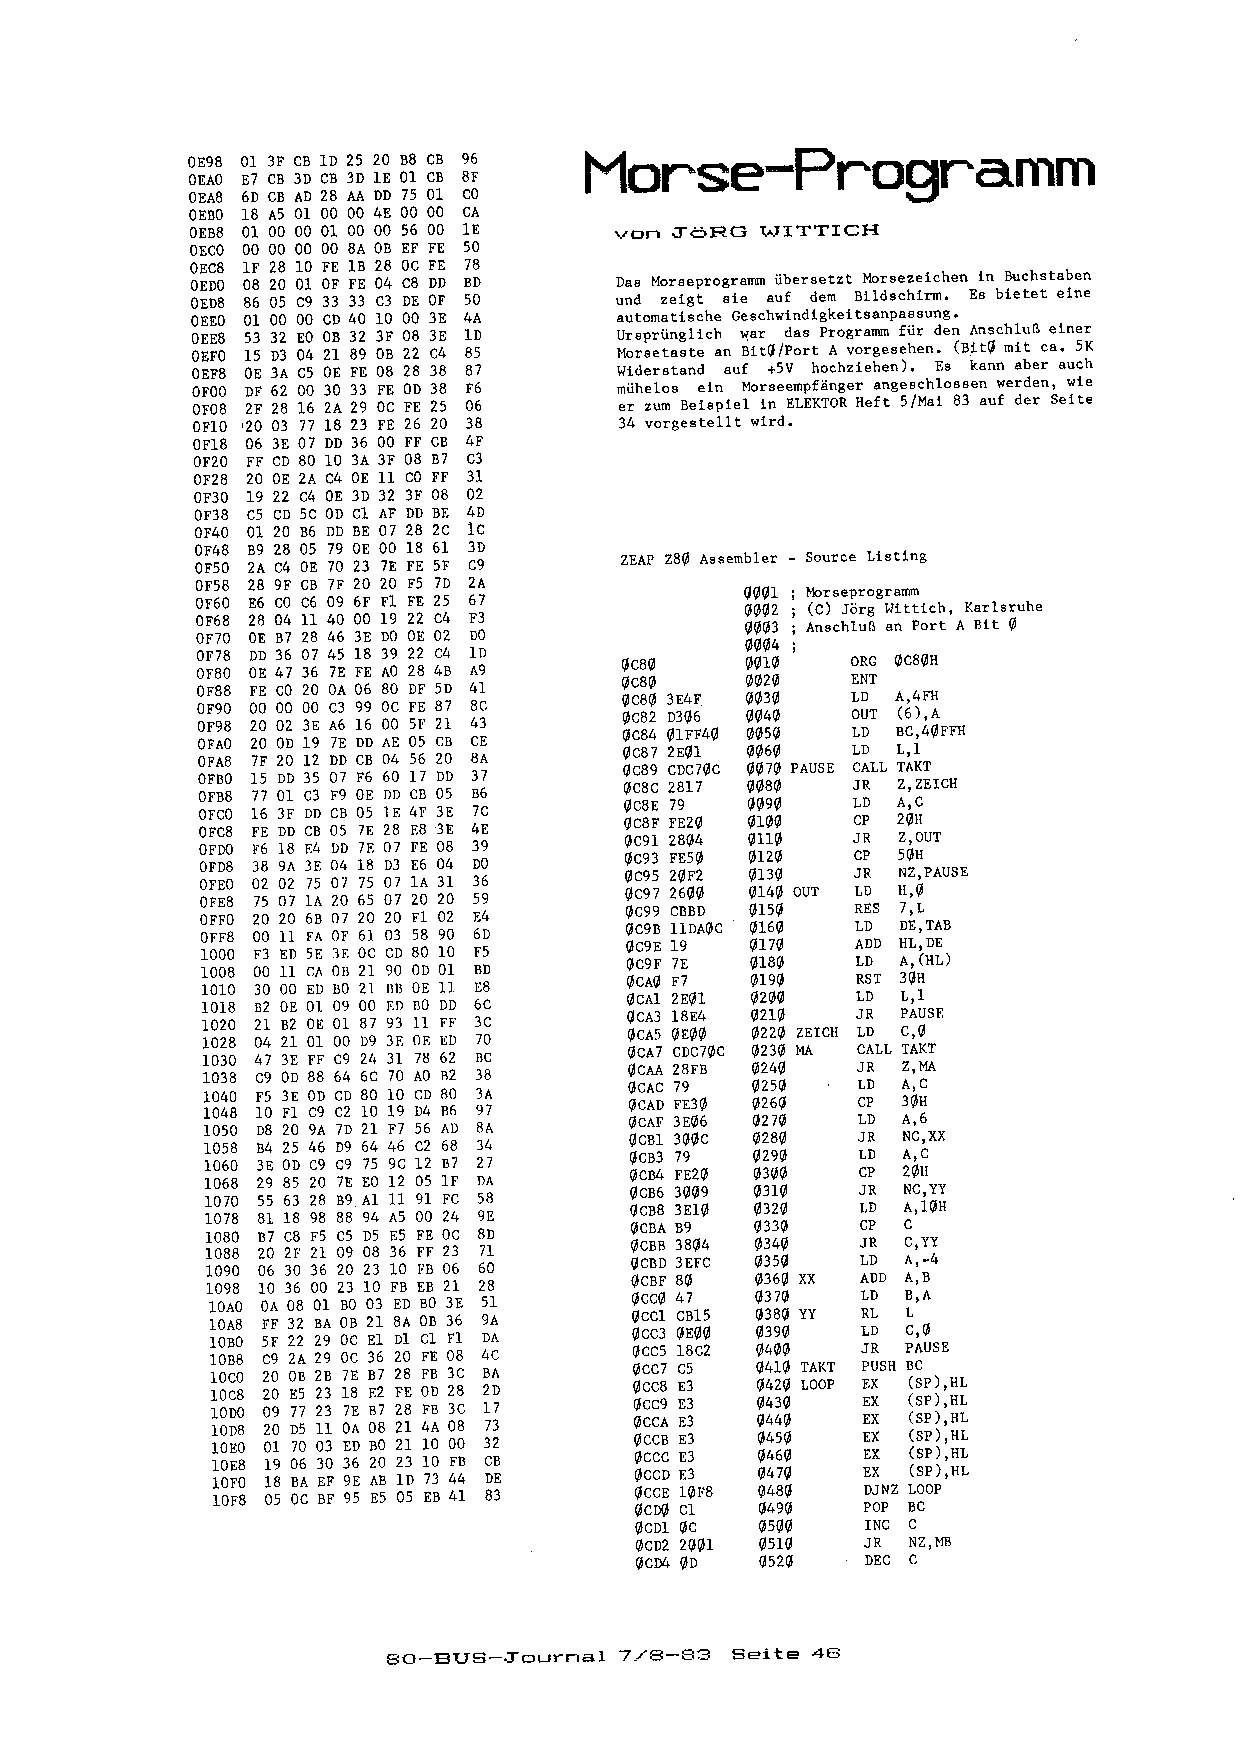 0E98 01 3F CB 1D 25 20 B8 CB 96
0EA0 E7 CB 3D CB 3D 1E 01 CB 8F
0EA8 6D CB AD 28 AA DD 75 01 C0
0EB0 18 A5 01 00 00 4E 00 00 CA
0EB8 01 00 00 01 00 00 56 00 1E
0EC0 00 00 00 00 8A 0B EF FE 50
0EC8 1F 28 10 FE 1B 28 0C FE 78
0ED0 08 20 01 0F FE 04 C8 DD BD
0ED8 86 05 C9 33 33 C3 DE 0F 50
0EE0 01 00 00 CD 40 10 00 3E 4A
0EE8 53 32 E0 0B 32 3F 08 3E 1D
0EF0 15 D3 04 21 89 0B 22 C4 85
0EF8 0E 3A C5 0E FE 08 28 38 87
0F00 DF 62 00 30 33 FE 0D 38 F6
0F08 2F 28 16 2A 29 0C FE 25 06
0F10 20 03 77 18 23 FE 26 20 38
0F18 06 3E 07 DD 36 00 FF CB 4F
0F20 FF CD 80 10 3A 3F 08 B7 C3
0F28 20 0E 2A C4 0E 11 C0 FF 31
0F30 19 22 C4 0E 3D 32 3F 08 02
0F38 C5 CD 5C 0D C1 AF DD BE 4D
0F40 01 20 B6 DD BE 07 28 2C 1C
0F48 B9 28 05 79 0E 00 18 61 3D
0F50 2A C4 0E 70 23 7E FE 5F C9
0F58 28 9F CB 7F 20 20 F5 7D 2A
0F60 E6 C0 C6 09 6F F1 FE 25 67
0F68 28 04 11 40 00 19 22 C4 F3
0F70 0E B7 28 46 3E D0 0E 02 D0
0F78 DD 36 07 45 18 39 22 C4 1D
0F80 0E 47 36 7E FE A0 28 4B A9
0F88 FE C0 20 0A 06 80 DF 5D 41
0F90 00 00 00 C3 99 0C FE 87 8C
0F98 20 02 3E A6 16 00 5F 21 43
0FA0 20 0D 19 7E DD AE 05 CB CE
0FA8 7F 20 12 DD CB 04 56 20 8A
0FB0 15 DD 35 07 F6 60 17 DD 37
0FB8 77 01 C3 F9 0E DD CB 05 B6
0FC0 16 3F DD CB 05 1E 4F 3E 7C
0FC8 FE DD CB 05 7E 28 E8 3E 4E
0FD0 F6 18 E4 DD 7E 07 FE 08 39
0FD8 38 9A 3E 04 18 D3 E6 04 D0
0FE0 02 02 75 07 75 07 1A 31 36
0FE8 75 07 1A 20 65 07 20 20 59
0FF0 20 20 6B 07 20 20 F1 02 E4
0FF8 00 11 FA 0F 61 03 58 90 6D
1000 F3 ED 5E 3E 0C CD 80 10 F5
1008 00 11 CA 0B 21 90 0D 01 BD
1010 30 00 ED B0 21 BB 0E 11 E8
1018 B2 0E 01 09 00 ED B0 DD 6C
1020 21 B2 0E 01 87 93 11 FF 3C
1028 04 21 01 00 D9 3E 0E ED 70
1030 47 3E FF C9 24 31 78 62 BC
1038 C9 0D 88 64 6C 70 A0 B2 38
1040 F5 3E 0D CD 80 10 CD 80 3A
1048 10 F1 C9 C2 10 19 D4 B6 97
1050 D8 20 9A 7D 21 F7 56 AD 8A
1058 B4 25 46 D9 64 46 C2 68 34
1060 3E 0D C9 C9 75 9C 12 B7 27
1068 29 85 20 7E E0 12 05 1F DA
1070 55 63 28 B9 A1 11 91 FC 58
1078 81 18 98 88 94 A5 00 24 9E
1080 B7 C8 F5 C5 D5 E5 FE 0C 8D
1088 20 2F 21 09 08 36 FF 23 71
1090 06 30 36 20 23 10 FB 06 60
1098 10 36 00 23 10 FB EB 21 28
10A0 0A 08 01 B0 03 ED B0 3E 51
10A8 FF 32 BA 0B 21 8A 0B 36 9A
10B0 5F 22 29 0C E1 D1 C1 F1 DA
10B8 C9 2A 29 0C 36 20 FE 08 4C
10C0 20 0B 2B 7E B7 28 FB 3C BA
10C8 20 E5 23 18 E2 FE 0D 28 2D
10D0 09 77 23 7E B7 28 FB 3C 17
10D8 20 D5 11 0A 08 21 4A 08 73
10E0 01 70 03 ED B0 21 10 00 32
10E8 19 06 30 36 20 23 10 FB CB
10F0 18 BA EF 9E AB 1D 73 44 DE
10F8 05 0C BF 95 E5 05 EB 41 83
Morse-Programm
von JöRG WITTICH
Das Morseprogramm übersetzt Morsezeichen in Buchstaben
und zeigt sie auf dem Bildschirm. Es bietet eine
automatische Geschwindigkeitsanpassung.
Ursprünglich war das Programm für den Anschluß einer
Morsetaste an BitØ/Port A vorgesehen. (BitØ mit ca. 5K
Widerstand auf +5V hochziehen). Es kann aber auch
mühelos ein Morseempfänger angeschlossen werden, wie
er zum Beispiel in ELEKTOR Heft 5/Mai 83 auf der Seite
34 vorgestellt wird.
ZEAP Z8Ø Assembler - Source Listing
ØØØ1 ; Morseprogramm
ØØØ2 ; (C) Jörg Wittich, Karlsruhe
ØØØ3 ; Anschluß an Port A Bit Ø
ØØØ4 ;
ØC8Ø ØØ1Ø ORG ØC8ØH
ØC8Ø ØØ2Ø ENT
ØC8Ø 3E4F ØØ3Ø LD A,4FH
ØC82 D3Ø6 ØØ4Ø OUT (6),A
ØC84 Ø1FF4Ø ØØ5Ø LD BC,4ØFFH
ØC87 2EØ1 ØØ6Ø LD L,1
ØC89 CDC7ØC ØØ7Ø PAUSE CALL TAKT
ØC8C 2817 ØØ8Ø JR Z,ZEICH
ØC8E 79 ØØ9Ø LD A,C
ØC8F FE2Ø Ø1ØØ CP 2ØH
ØC91 28Ø4 Ø11Ø JR Z,OUT
ØC93 FE5Ø Ø12Ø CP 5ØH
ØC95 2ØF2 Ø13Ø JR NZ,PAUSE
ØC97 26ØØ Ø14Ø OUT LD H,Ø
ØC99 CBBD Ø15Ø RES 7,L
ØC9B 11DAØC Ø16Ø LD DE,TAB
ØC9E 19 Ø17Ø ADD HL,DE
ØC9F 7E Ø18Ø LD A,(HL)
ØCAØ F7 Ø19Ø RST 3ØH
ØCA1 2EØ1 Ø2ØØ LD L,1
ØCA3 18E4 Ø21Ø JR PAUSE
ØCA5 ØEØØ Ø22Ø ZEICH LD C,Ø
ØCA7 CDC7ØC Ø23Ø MA CALL TAKT
ØCAA 28FB Ø24Ø JR Z,MA
ØCAC 79 Ø25Ø LD A,C
ØCAD FE3Ø Ø26Ø CP 3ØH
ØCAF 3EØ6 Ø27Ø LD A,6
ØCB1 3ØØC Ø28Ø JR NC,XX
ØCB3 79 Ø29Ø LD A,C
ØCB4 FE2Ø Ø3ØØ CP 2ØH
ØCB6 3ØØ9 Ø31Ø JR NC,YY
ØCB8 3E1Ø Ø32Ø LD A,1ØH
ØCBA B9 Ø33Ø CP C
ØCBB 38Ø4 Ø34Ø JR C,YY
ØCBD 3EFC Ø35Ø LD A,-4
ØCBF 8Ø Ø36Ø XX ADD A,B
ØCCØ 47 Ø37Ø LD B,A
ØCC1 CB15 Ø38Ø YY RL L
ØCC3 ØEØØ Ø39Ø LD C,Ø
ØCC5 18C2 Ø4ØØ JR PAUSE
ØCC7 C5 Ø41Ø TAKT PUSH BC
ØCC8 E3 Ø42Ø LOOP EX (SP),HL
ØCC9 E3 Ø43Ø EX (SP),HL
ØCCA E3 Ø44Ø EX (SP),HL
ØCCB E3 Ø45Ø EX (SP),HL
ØCCC E3 Ø46Ø EX (SP),HL
ØCCD E3 Ø47Ø EX (SP),HL
ØCCE 1ØF8 Ø48Ø DJNZ LOOP
ØCDØ C1 Ø49Ø POP BC
ØCD1 ØC Ø5ØØ INC C
ØCD2 2ØØ1 Ø51Ø JR NZ,MB
ØCD4 ØD Ø52Ø DEC C
80-BUS-Journal 7/8-83 Seite 46